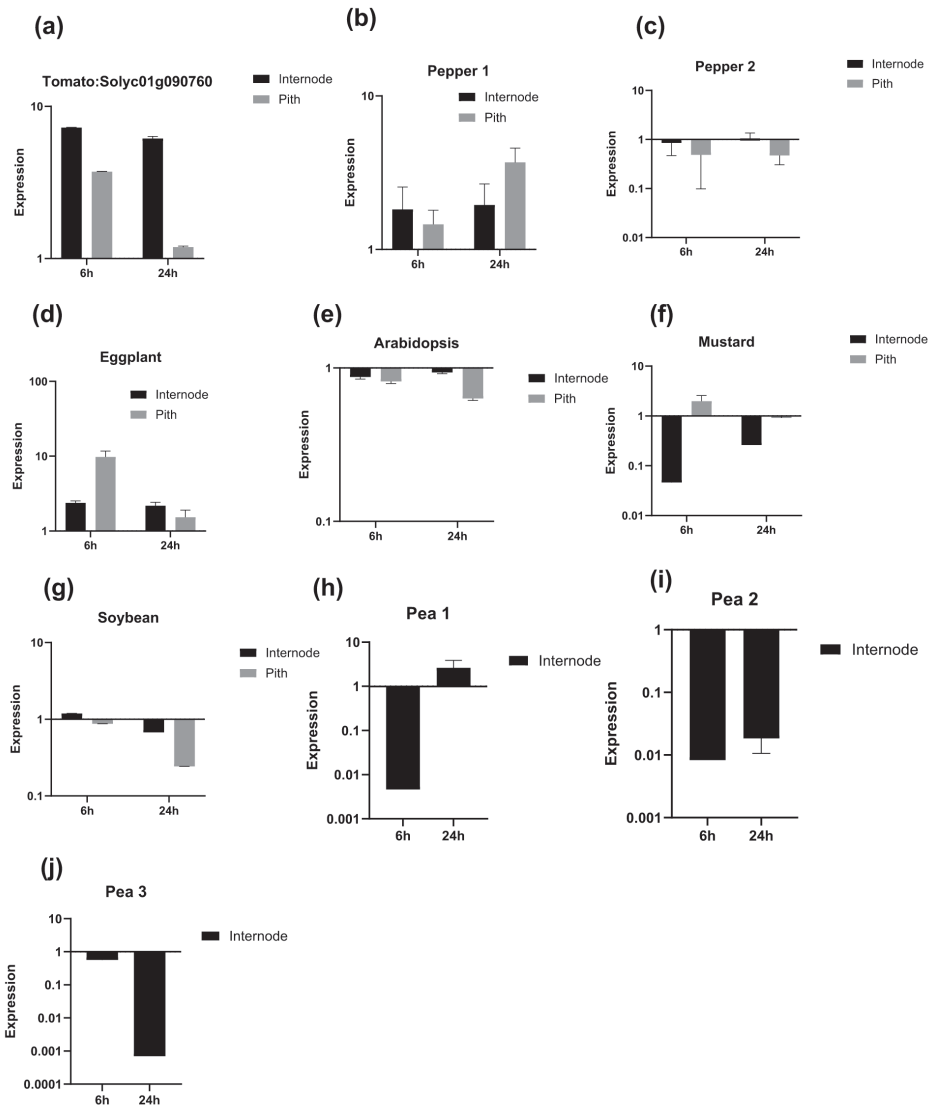 (a)
Tomato:Solyc01g090760
Internode
Pith
Expression
10
1
6h
24h
(b)
Pepper 1
Internode
Pith
Expression
10
1
6h
24h
(c)
Pepper 2
Internode
Pith
Expression
10
1
0.1
0.01
6h
24h
(d)
Eggplant
Internode
Pith
Expression
100
10
1
6h
24h
(e)
Arabidopsis
Internode
Pith
Expression
1
0.1
6h
24h
(f)
Mustard
Internode
Pith
Expression
10
1
0.1
0.01
6h
24h
(g)
Soybean
Internode
Pith
Expression
10
1
0.1
6h
24h
(h)
Pea 1
Internode
Expression
10
1
0.1
0.01
0.001
6h
24h
(i)
Pea 2
Internode
Expression
1
0.1
0.01
0.001
6h
24h
(j)
Pea 3
Internode
Expression
10
1
0.1
0.01
0.001
0.0001
6h
24h